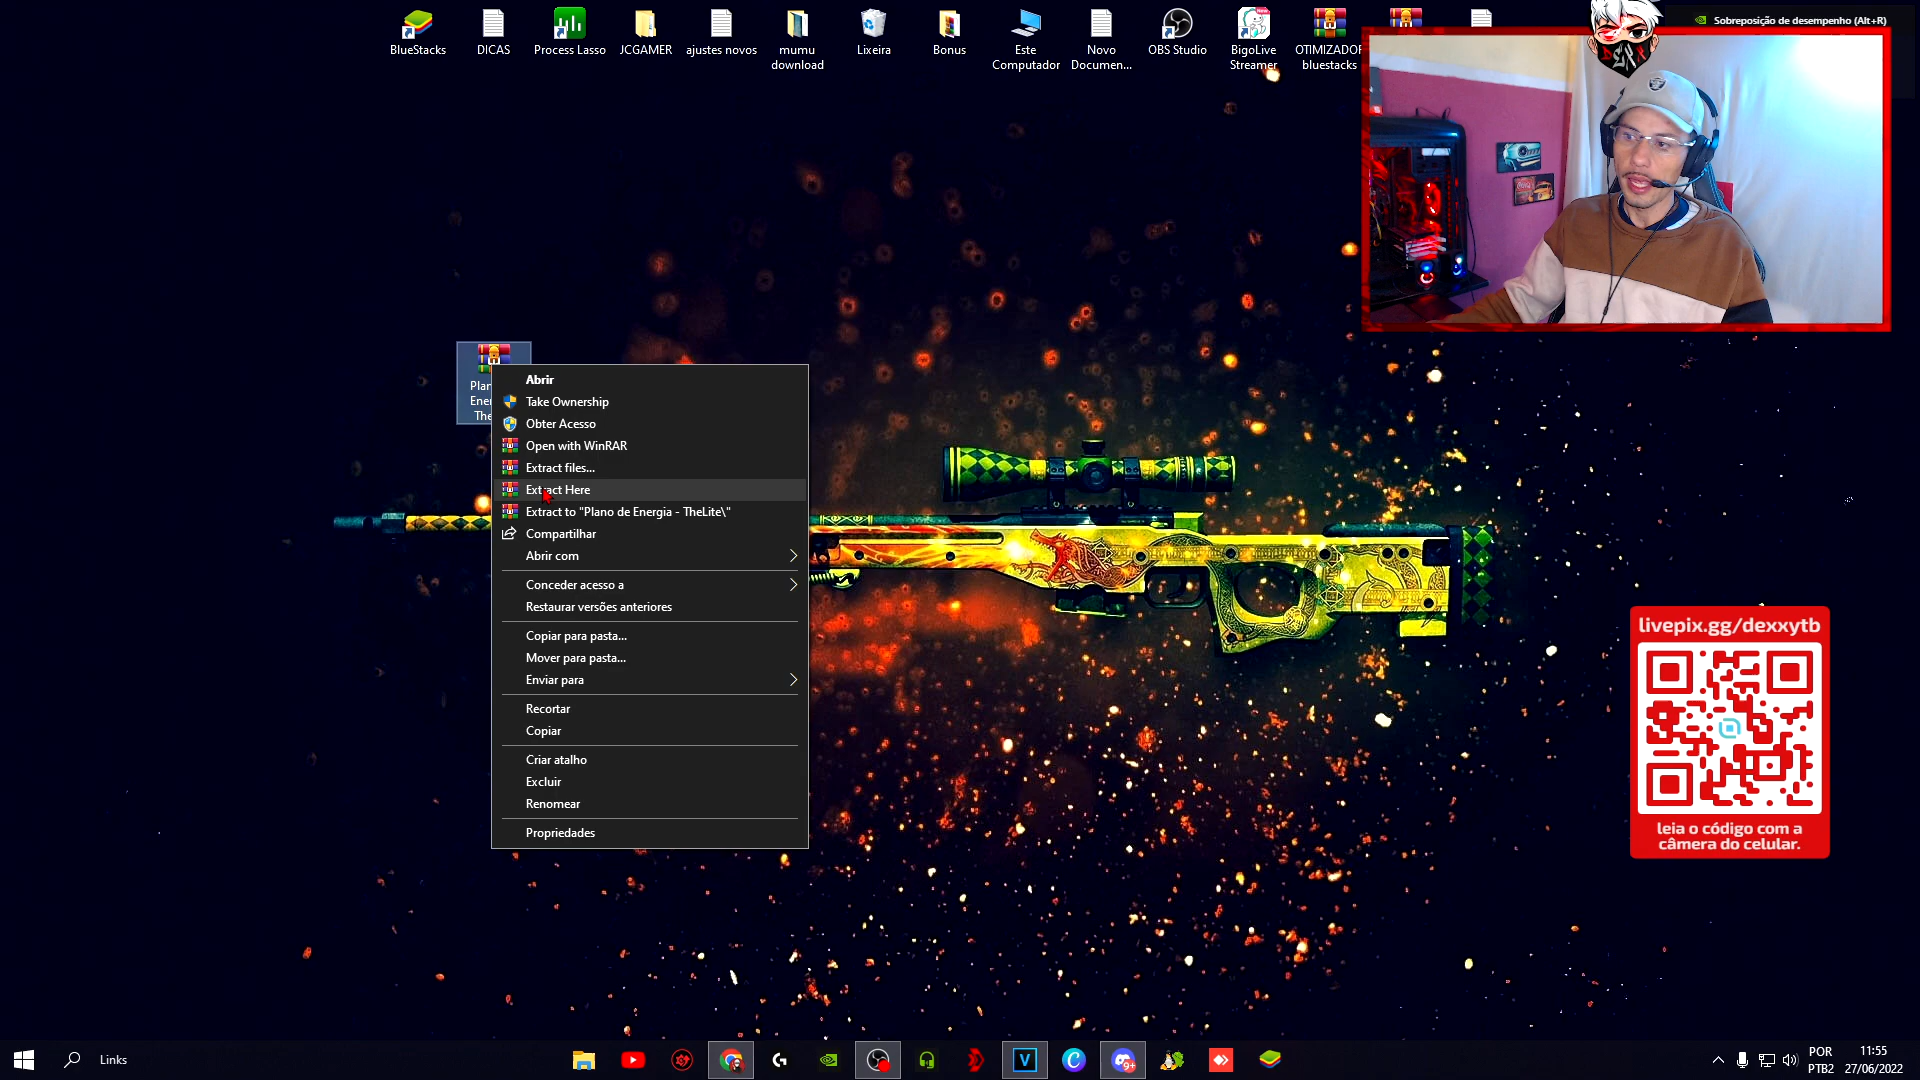 BlueStacks
DICAS
Process Lasso
JCGAMER
ajustes novos
mumu
download
Lixeira
Bonus
Este
Computador
Novo
Documen...
OBS Studio
BigoLive
Streamer
OTIMIZADOR
bluestacks
Sobreposição de desempenho (Alt+R)
Abrir
Take Ownership
Obter Acesso
Open with WinRAR
Extract files...
Extract Here
Extract to "Plano de Energia - TheLite\"
Compartilhar
Abrir com
Conceder acesso a
Restaurar versões anteriores
Copiar para pasta...
Mover para pasta...
Enviar para
Recortar
Copiar
Criar atalho
Excluir
Renomear
Propriedades
livepix.gg/dexxytb
leia o código com a
câmera do celular.
Links
9+
POR
PTB2
11:55
27/06/2022